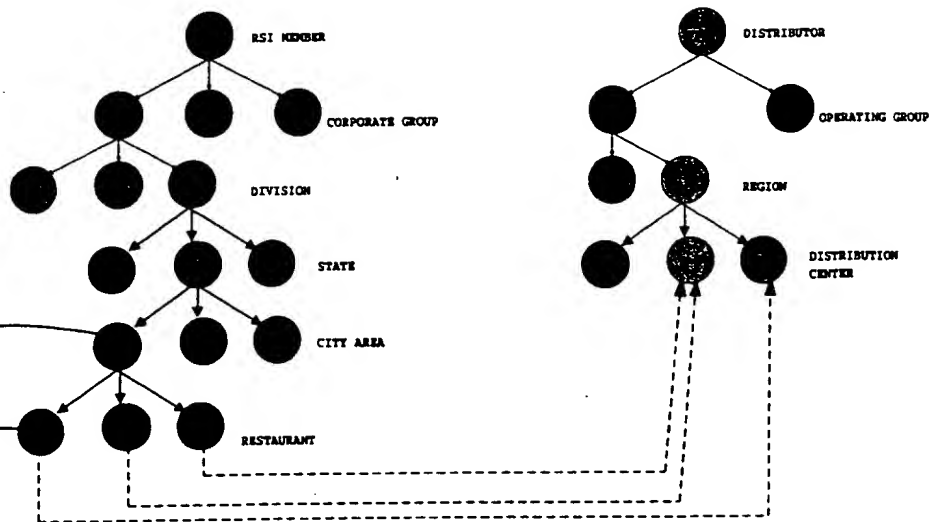 RSI MEMBER
DISTRIBUTOR
CORPORATE GROUP
OPERATING GROUP
DIVISION
REGION
STATE
DISTRIBUTION
CENTER
CITY AREA
RESTAURANT